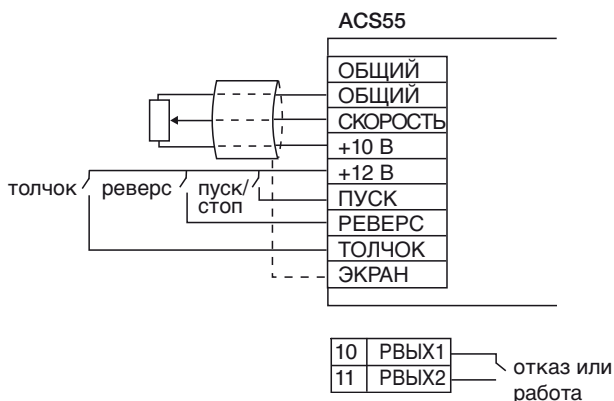 ACS55
ОБЩИЙ
ОБЩИЙ
СКОРОСТЬ
+10 В
+12 В
толчок реверс пуск/
стоп
ПУСК
РЕВЕРС
ТОЛЧОК
ЭКРАН
10 РВЫХ1
11 РВЫХ2
отказ или
работа